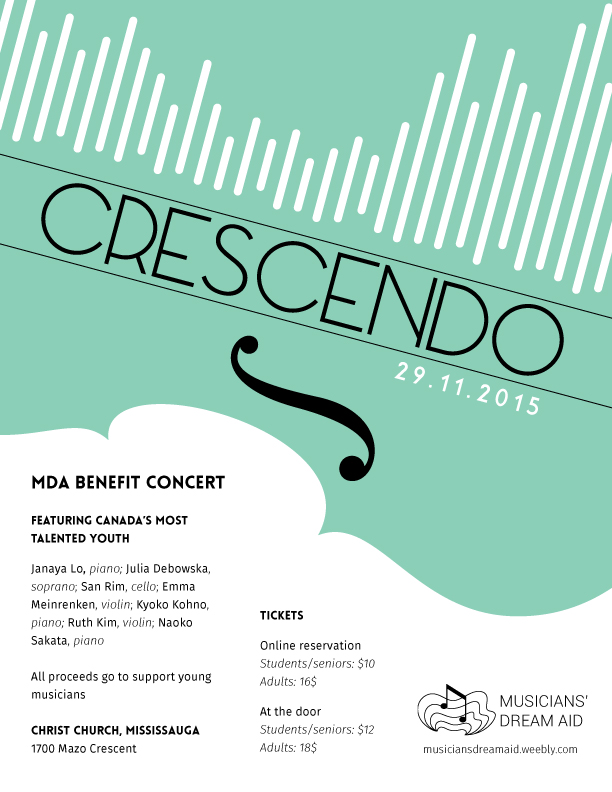 CRESCENDO
29.11.2015
MDA BENEFIT CONCERT
FEATURING CANADA'S MOST
TALENTED YOUTH
Janaya Lo, piano; Julia Debowska,
soprano; San Rim, cello; Emma
Meinrenken, violin; Kyoko Kohno,
piano; Ruth Kim, violin; Naoko
Sakata, piano
All proceeds go to support young
musicians
CHRIST CHURCH, MISSISSAUGA
1700 Mazo Crescent
TICKETS
Online reservation
Students/seniors: $10
Adults: 16$
At the door
Students/seniors: $12
Adults: 18$
MUSICIANS'
DREAM AID
musiciansdreamaid.weebly.com